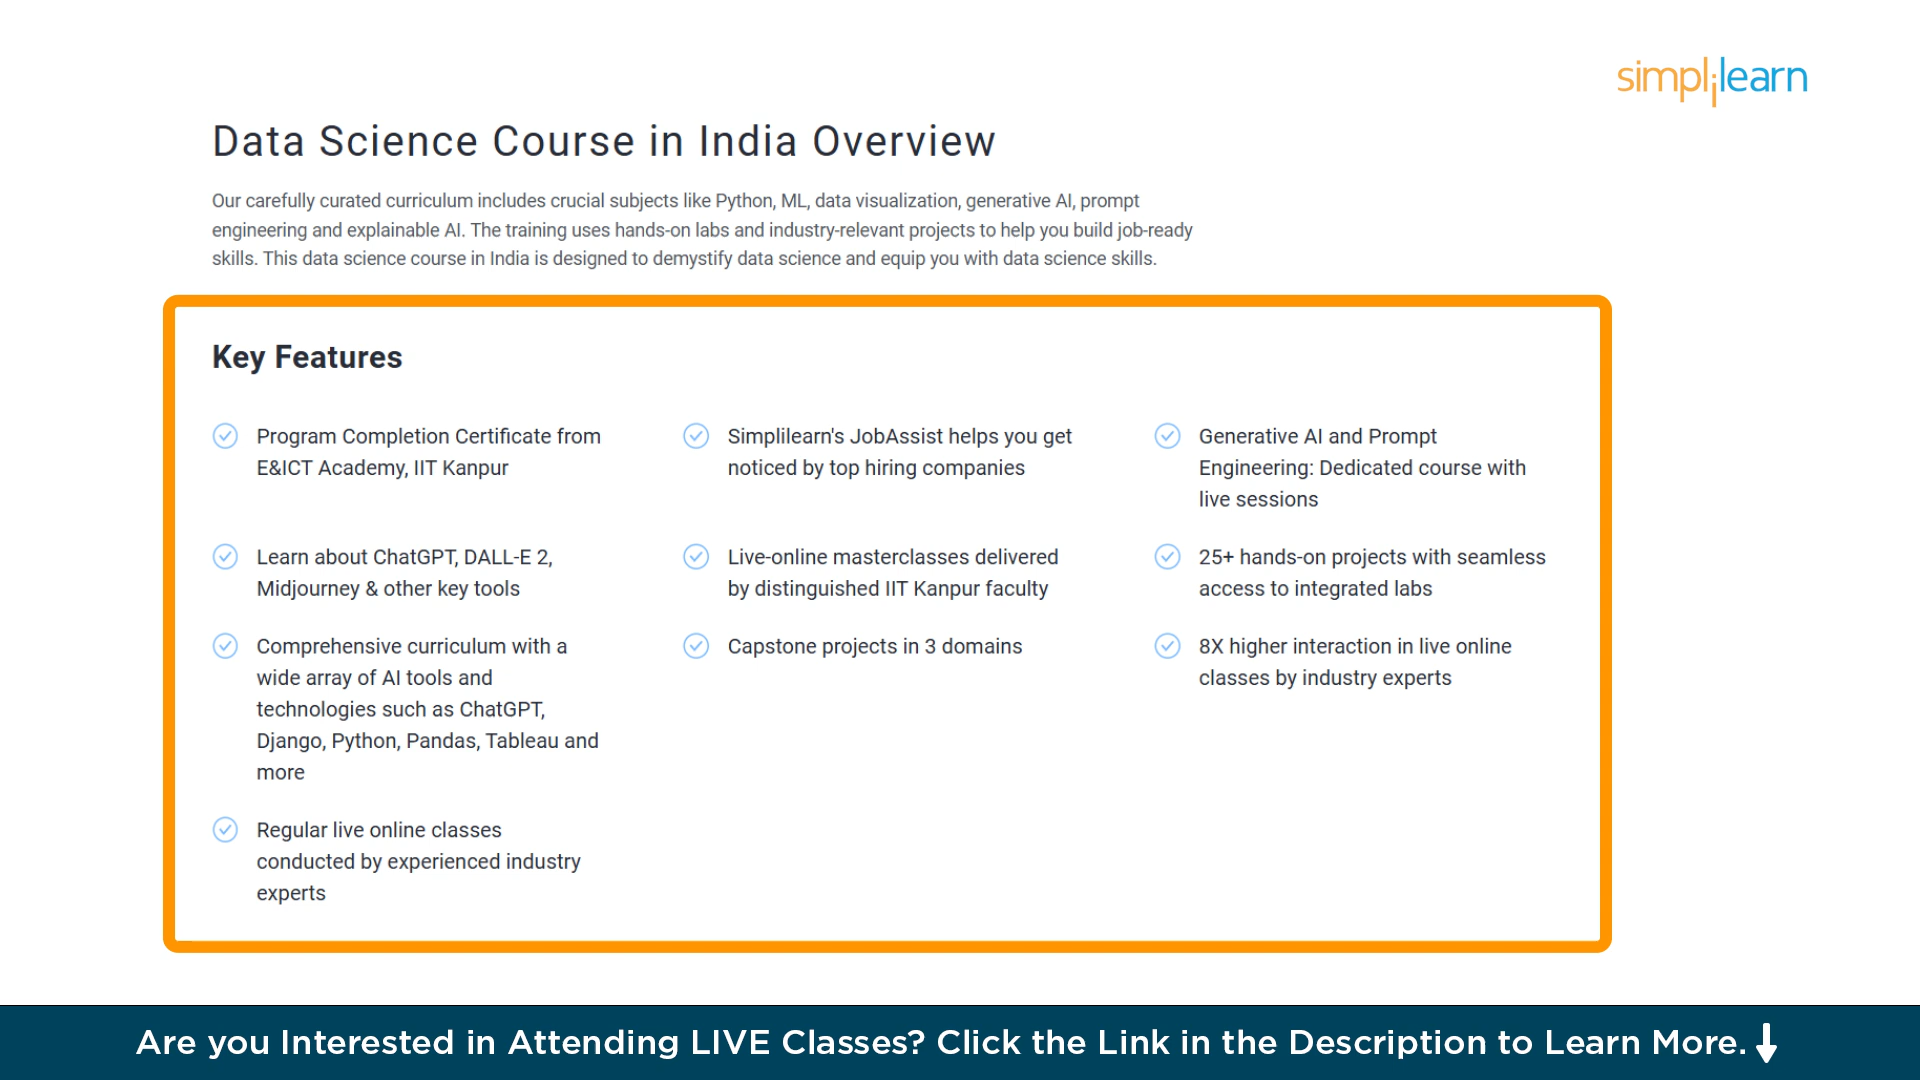 simplilearn
Data Science Course in India Overview
Our carefully curated curriculum includes crucial subjects like Python, ML, data visualization, generative AI, prompt
engineering and explainable AI. The training uses hands-on labs and industry-relevant projects to help you build job-ready
skills. This data science course in India is designed to demystify data science and equip you with data science skills.
Key Features
Program Completion Certificate from
E&ICT Academy, IIT Kanpur
Simplilearn's JobAssist helps you get
noticed by top hiring companies
Generative AI and Prompt
Engineering: Dedicated course with
live sessions
Learn about ChatGPT, DALL-E 2,
Midjourney & other key tools
Live-online masterclasses delivered
by distinguished IIT Kanpur faculty
25+ hands-on projects with seamless
access to integrated labs
Comprehensive curriculum with a
wide array of AI tools and
technologies such as ChatGPT,
Django, Python, Pandas, Tableau and
more
Capstone projects in 3 domains
8X higher interaction in live online
classes by industry experts
Regular live online classes
conducted by experienced industry
experts
Are you Interested in Attending LIVE Classes? Click the Link in the Description to Learn More.